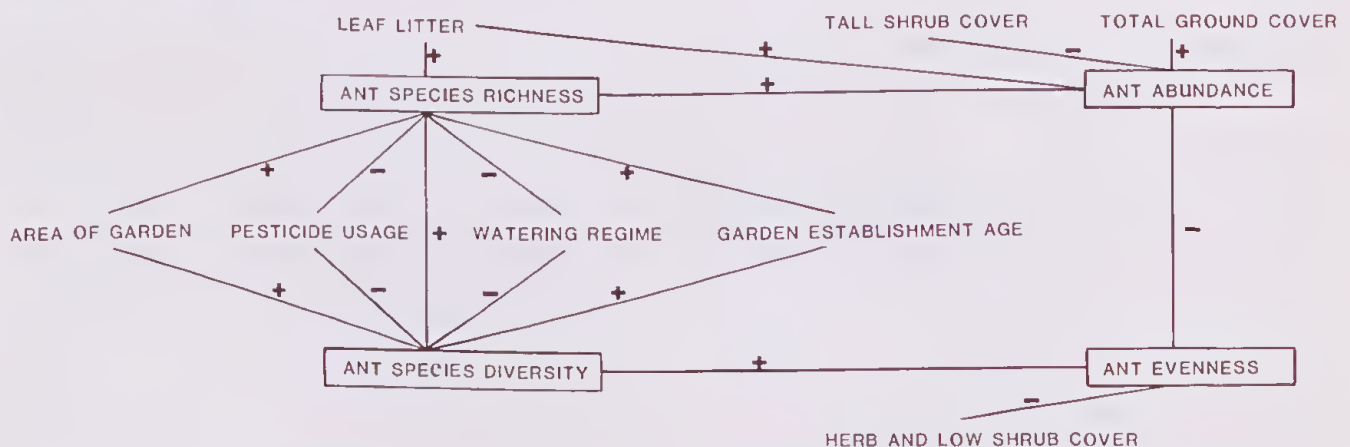 LEAF LITTER
TALL SHRUB COVER
TOTAL GROUND COVER
+
+
-
+
ANT SPECIES RICHNESS
+
ANT ABUNDANCE
+
-
-
+
AREA OF GARDEN
PESTICIDE USAGE
+
WATERING REGIME
GARDEN ESTABLISHMENT AGE
-
+
-
-
+
ANT SPECIES DIVERSITY
+
ANT EVENNESS
-
HERB AND LOW SHRUB COVER